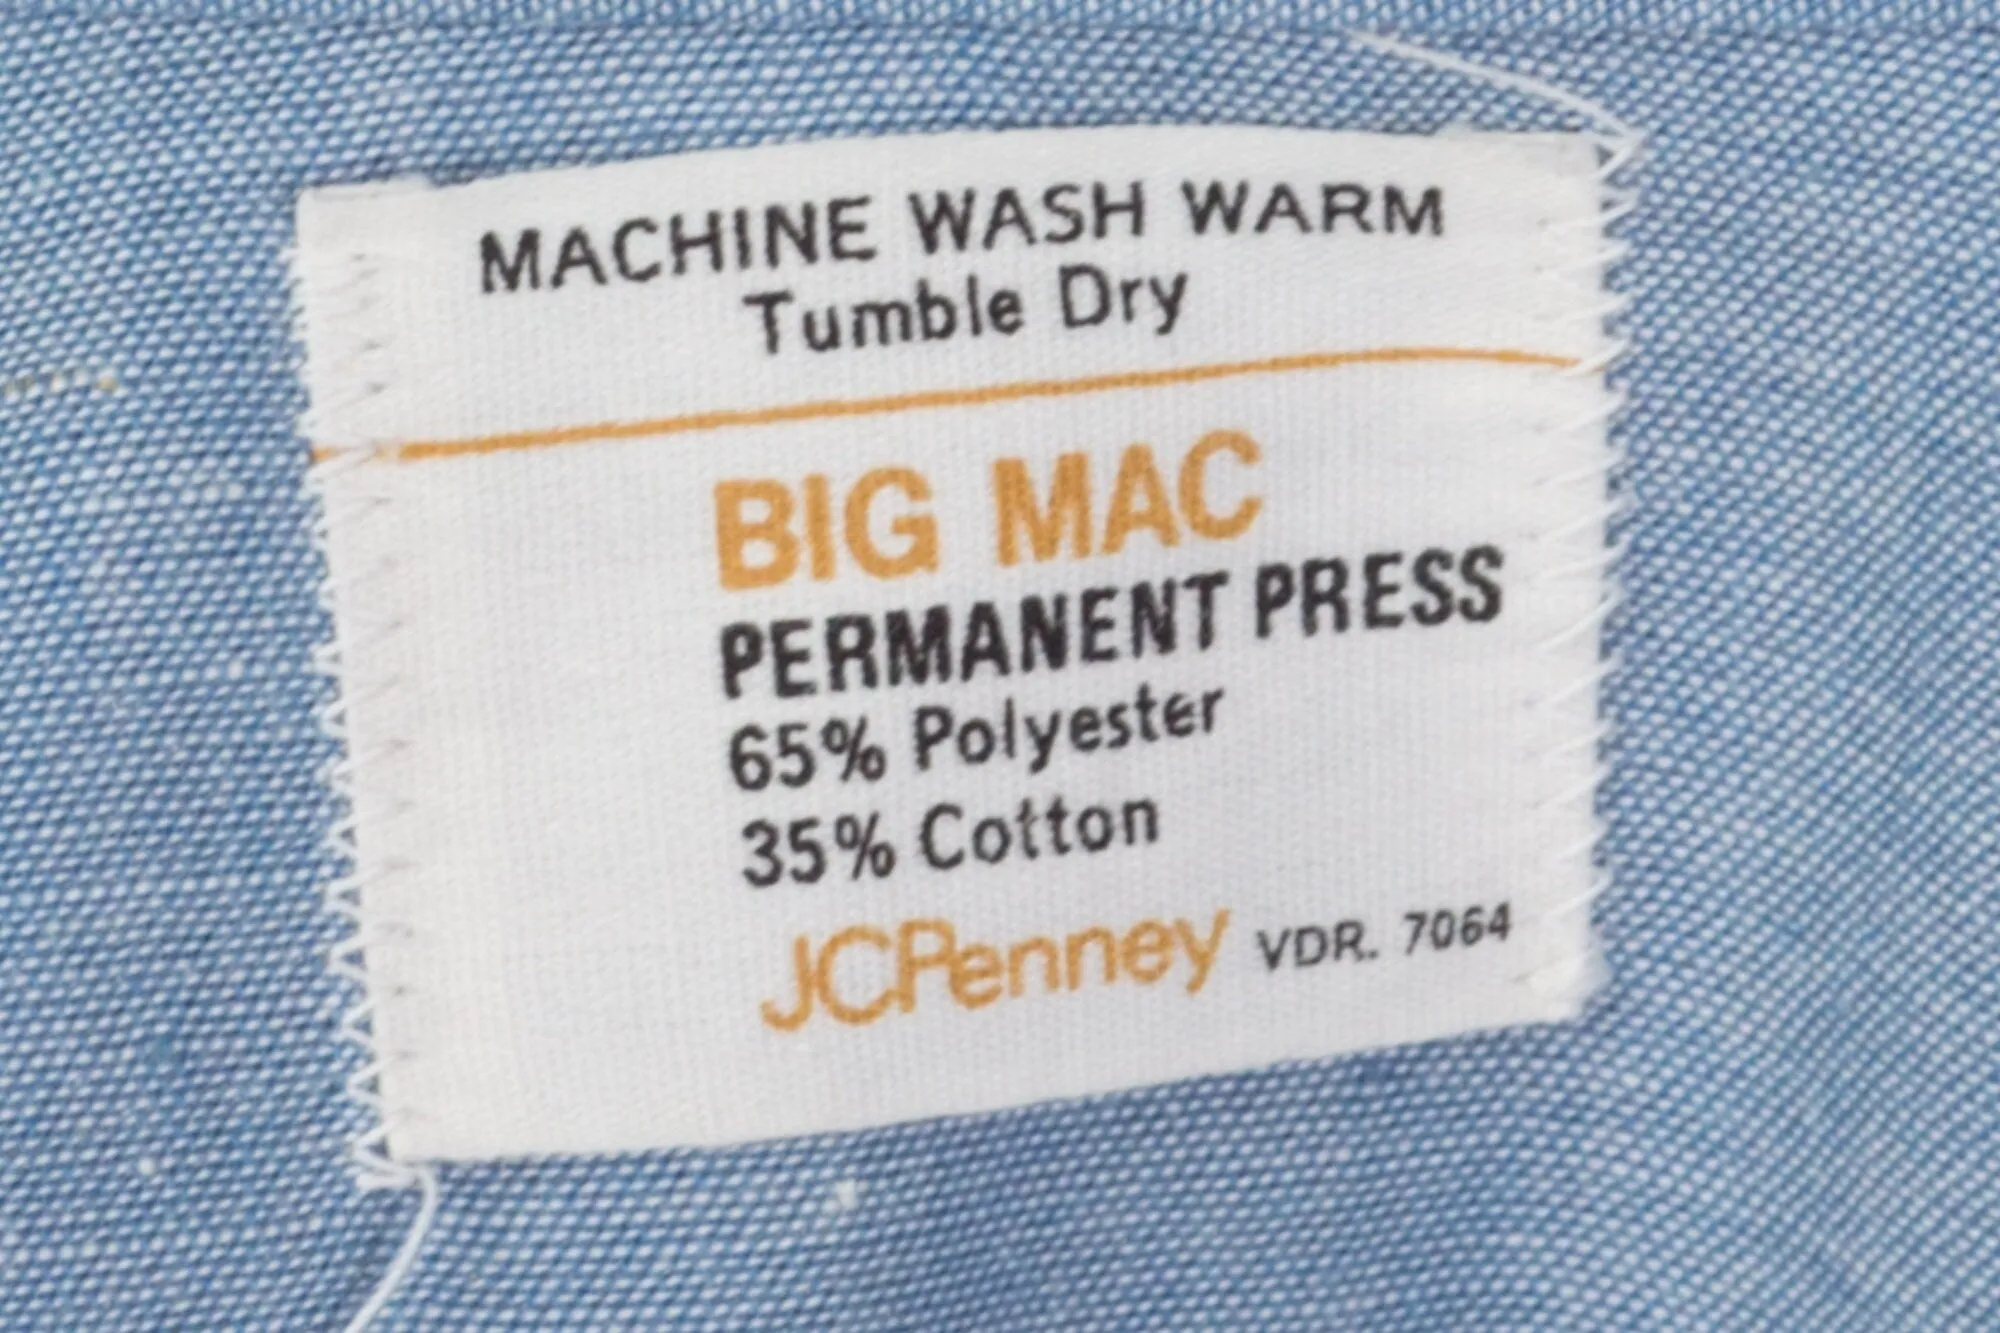 MACHINE WASH WARM
Tumble Dry
BIG MAC
PERMANENT PRESS
65% Polyester
35% Cotton
JCPenney VDR. 7064